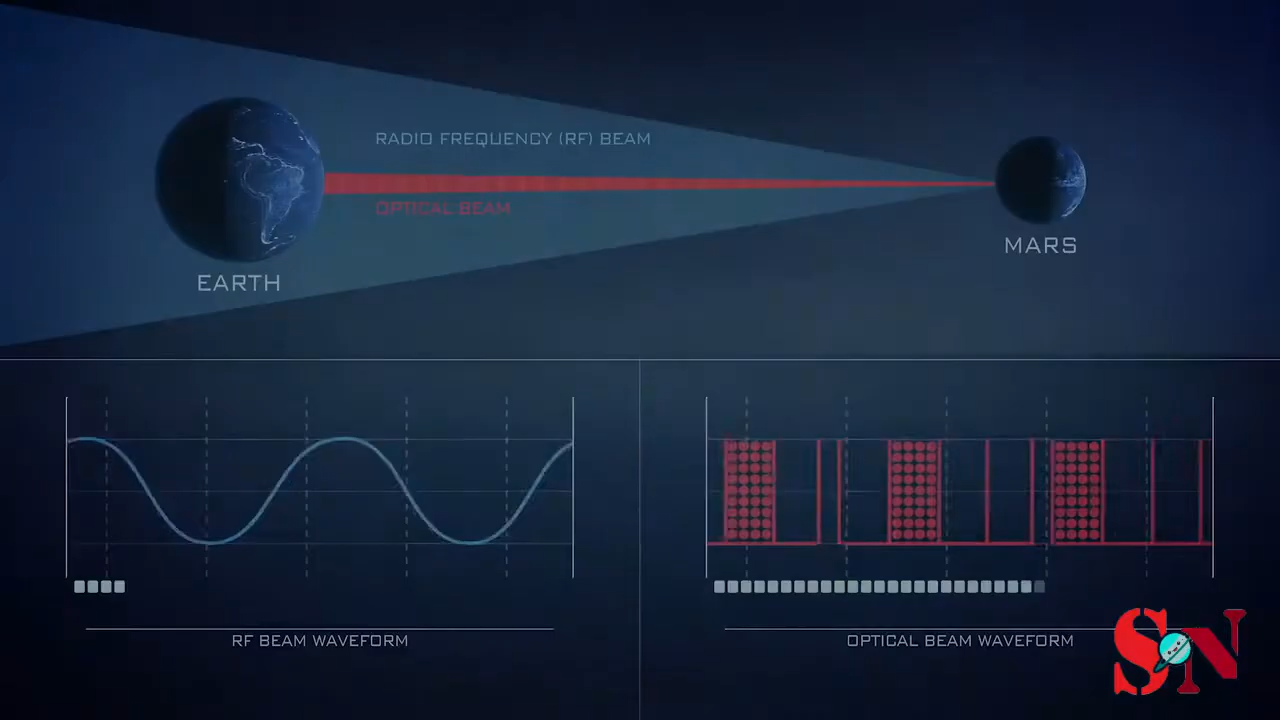 RADIO FREQUENCY (RF) BEAM
OPTICAL BEAM
EARTH
MARS
RF BEAM WAVEFORM
OPTICAL BEAM WAVEFORM
SN